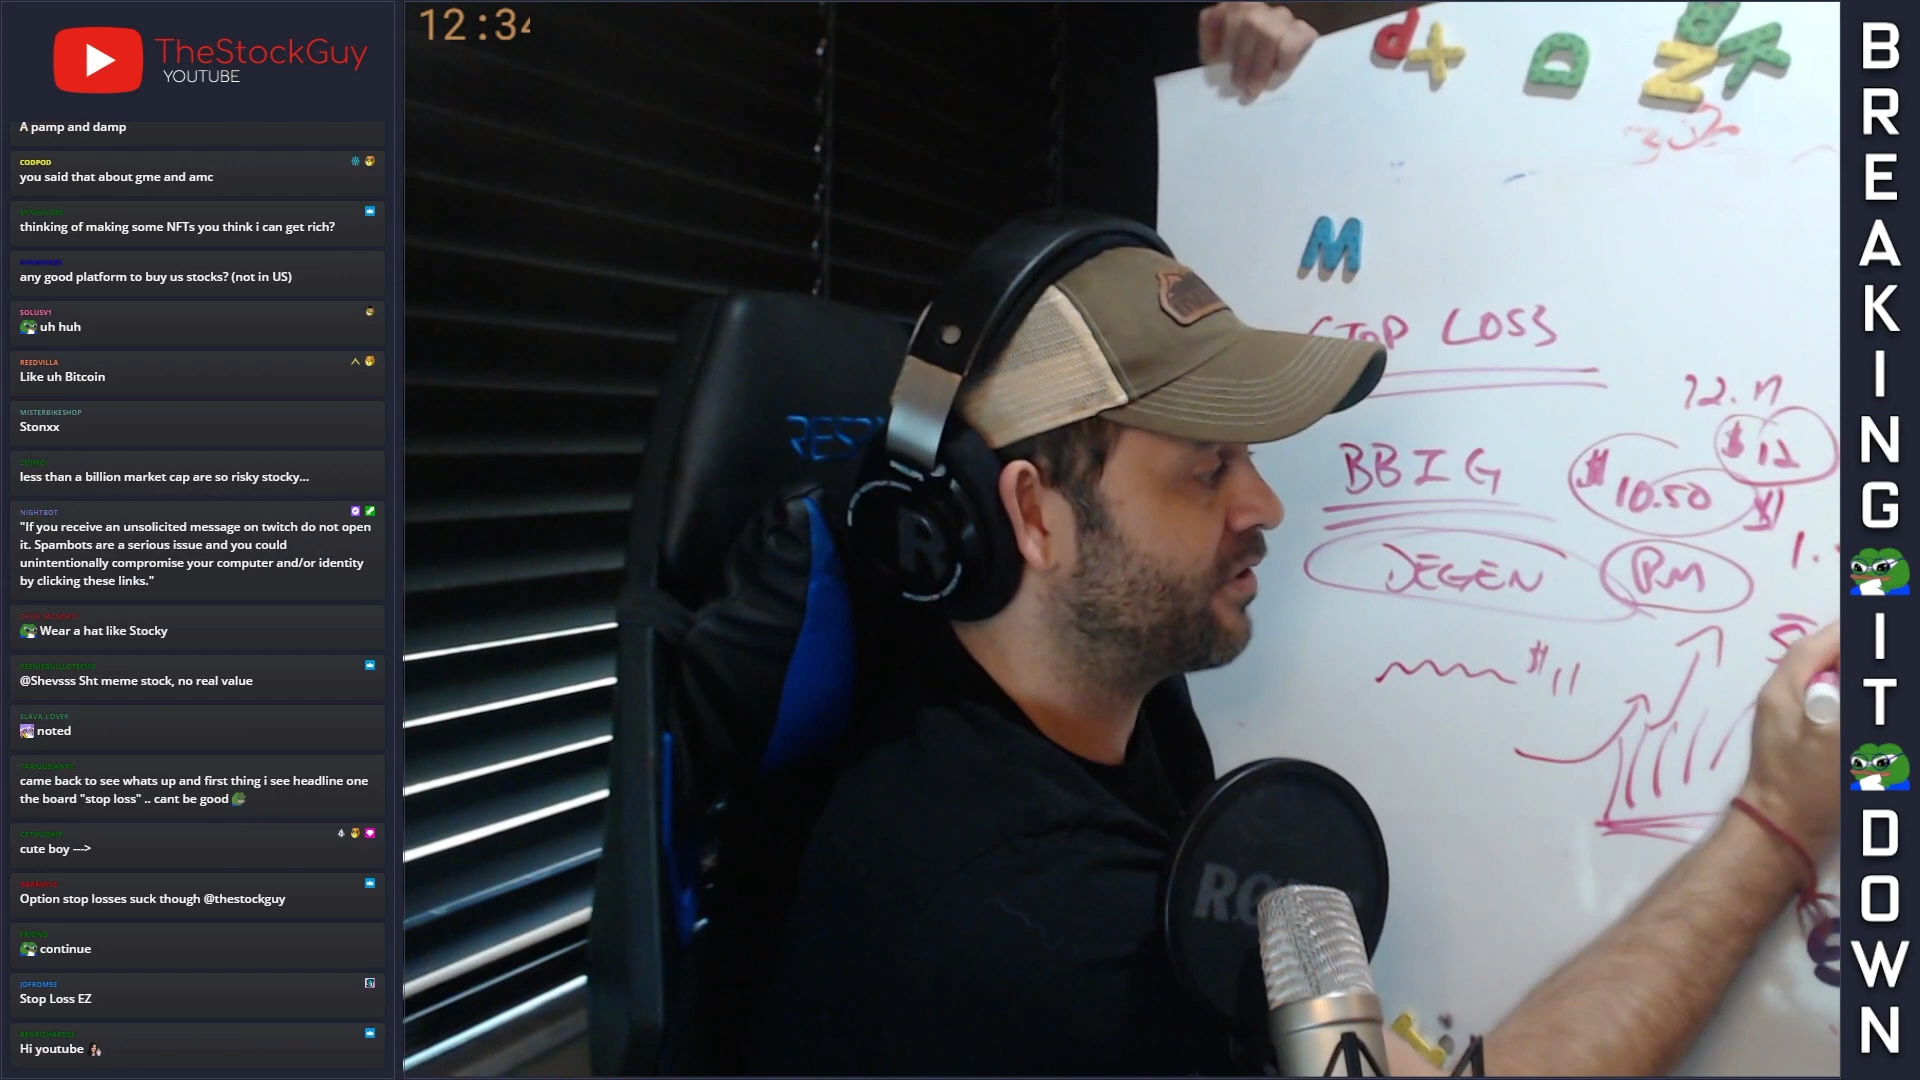 TheStockGuy
YOUTUBE
A pamp and damp
CODPOD
you said that about gme and amc
thinking of making some NFTs you think i can get rich?
any good platform to buy us stocks? (not in US)
SOLUSV1
uh huh
REEDVILLA
Like uh Bitcoin
MISTERBIKESHOP
Stonxx
less than a billion market cap are so risky stocky...
NIGHTBOT
"If you receive an unsolicited message on twitch do not open
it. Spambots are a serious issue and you could
unintentionally compromise your computer and/or identity
by clicking these links."
Wear a hat like Stocky
@Shevsss Sht meme stock, no real value
SLAVA_LOVER
noted
came back to see whats up and first thing i see headline one
the board "stop loss" .. cant be good
cute boy --->
Option stop losses suck though @thestockguy
continue
JDFROM93
Stop Loss EZ
BENRICHARDSS
Hi youtube
12:34
M
STOP LOSS
BBIG
$10.50
$12
DEGEN
PM
$11
BREAKING IT DOWN